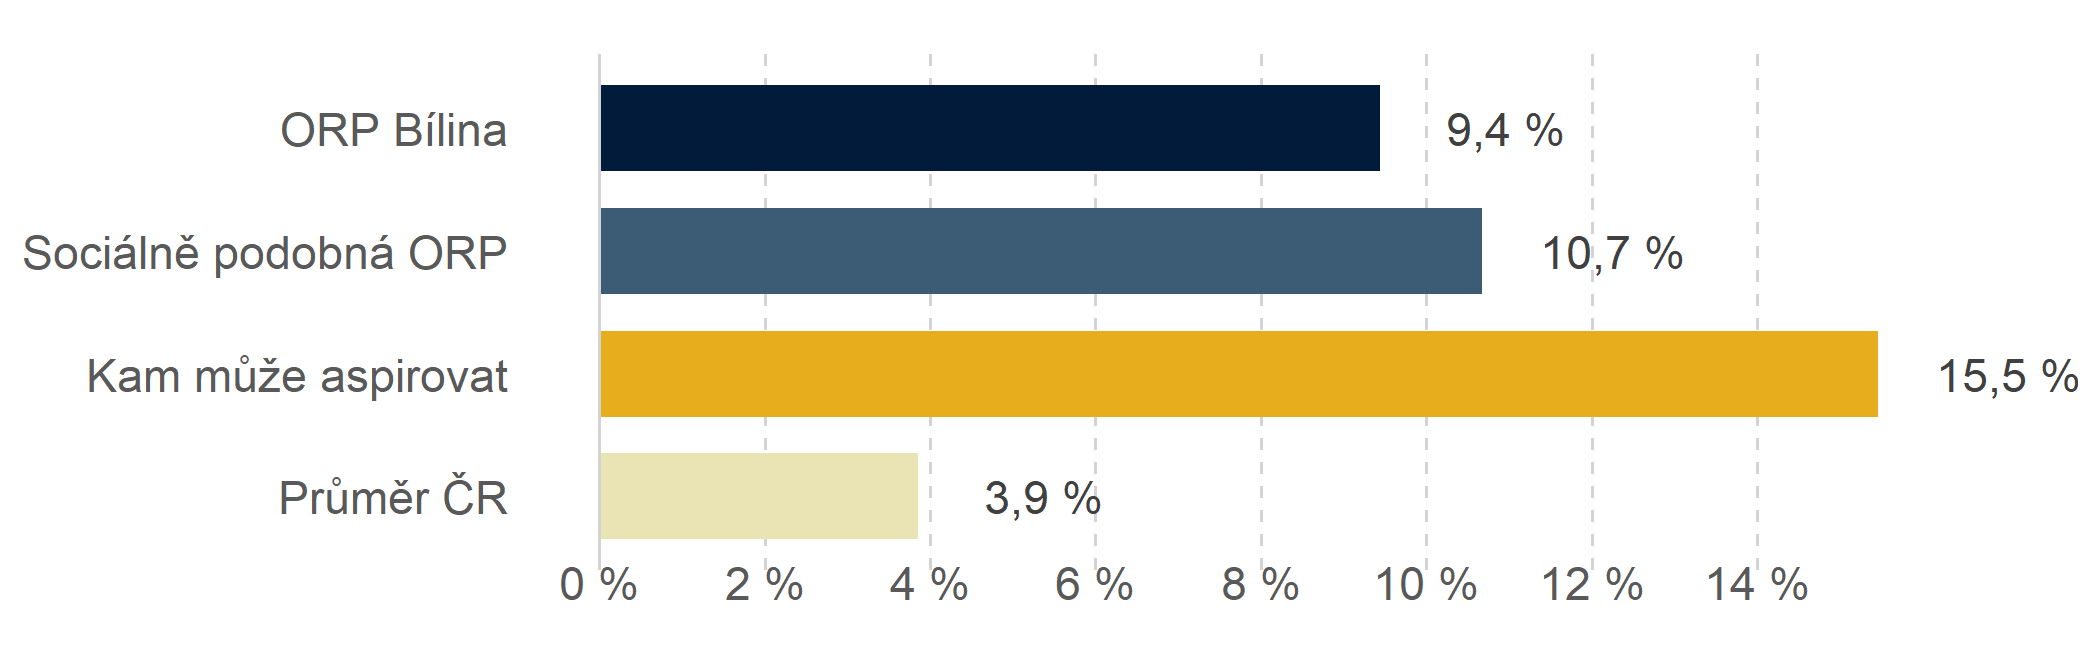 ORP Bílina 9,4 %
Sociálně podobná ORP 10,7 %
Kam může aspirovat 15,5 %
Průměr ČR 3,9 %
0 % 2 % 4 % 6 % 8 % 10 % 12 % 14 %